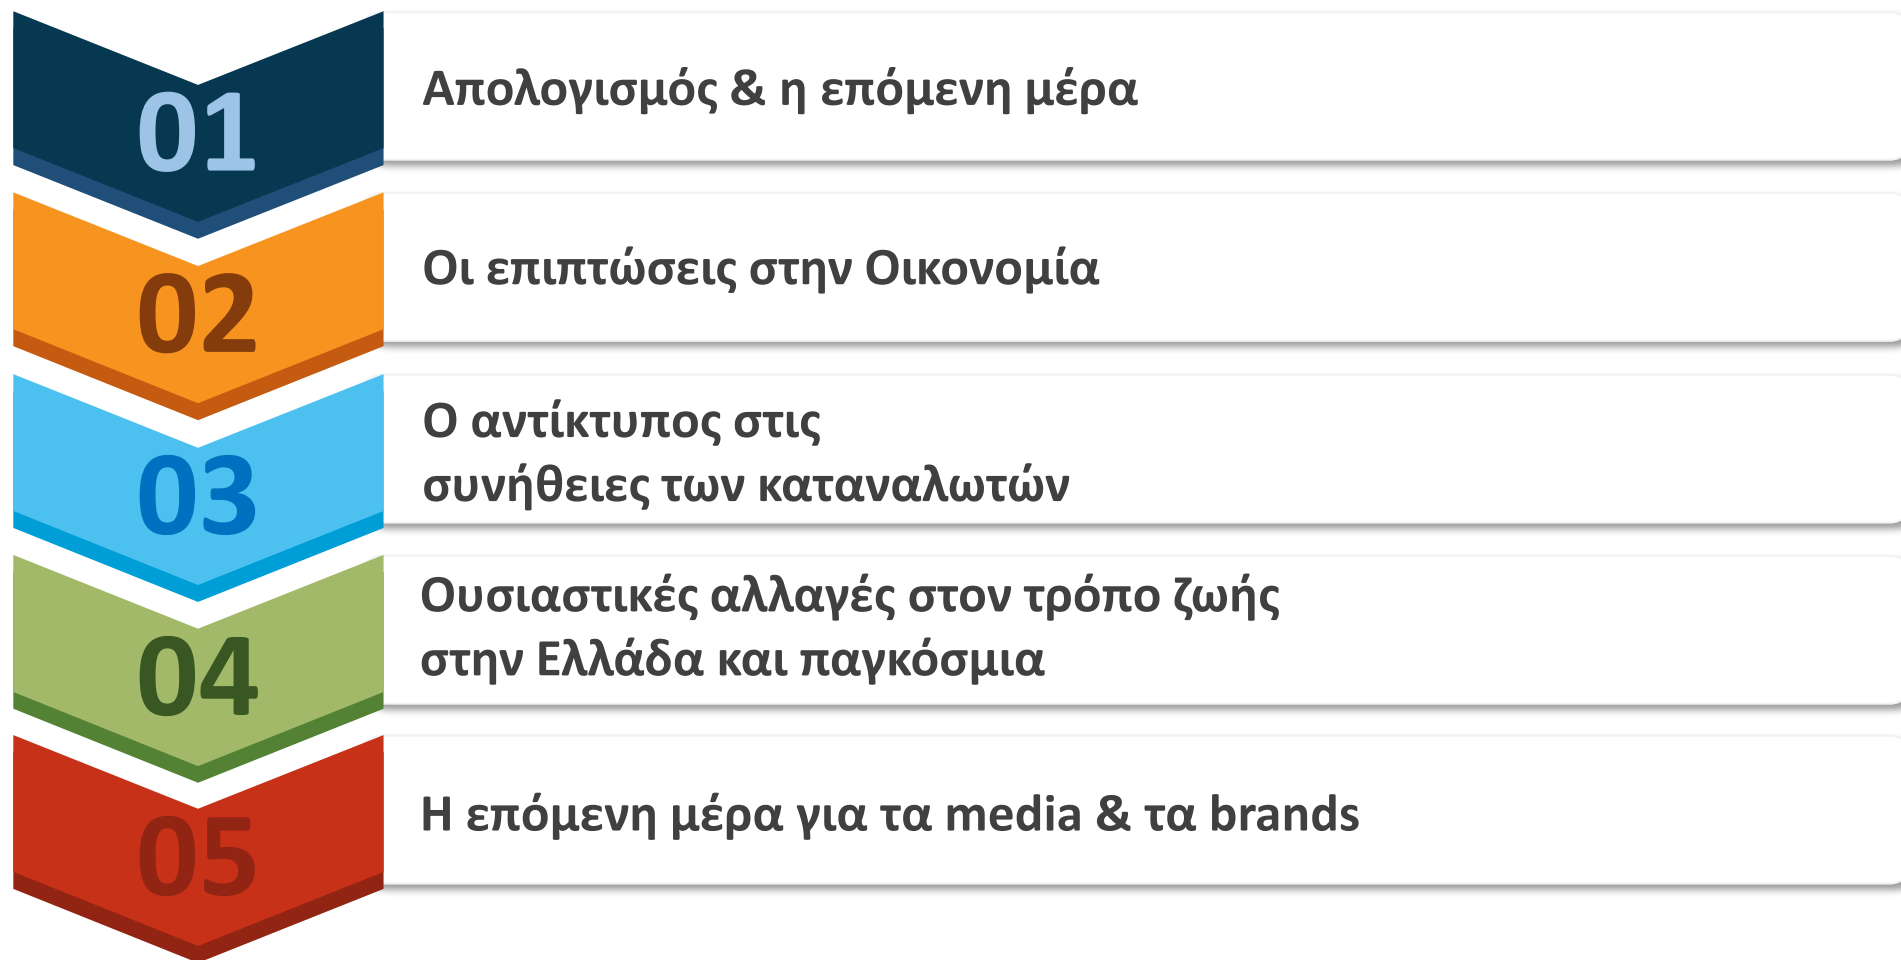 01
Απολογισμός & η επόμενη μέρα
02
Οι επιπτώσεις στην Οικονομία
03
Ο αντίκτυπος στις
συνήθειες των καταναλωτών
04
Ουσιαστικές αλλαγές στον τρόπο ζωής
στην Ελλάδα και παγκόσμια
05
Η επόμενη μέρα για τα media & τα brands